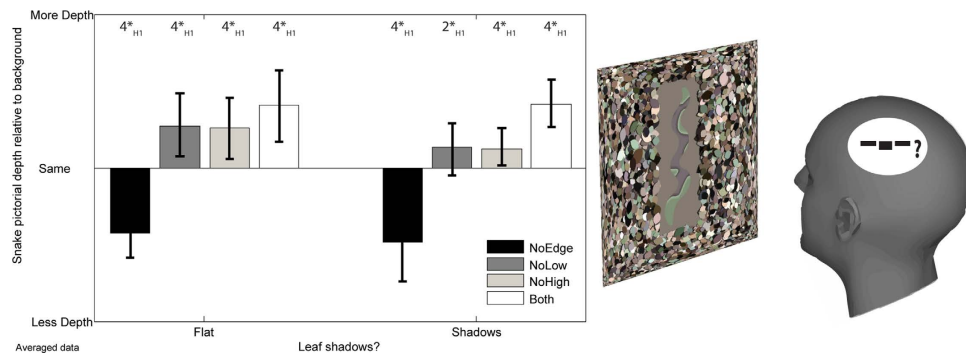 More Depth
4*H1 4*H1 4*H1 4*H1 4*H1 2*H1 4*H1 4*H1
Snake pictorial depth relative to background
Same
NoEdge
NoLow
NoHigh
Both
Less Depth
Flat Shadows
Averaged data Leaf shadows?
?